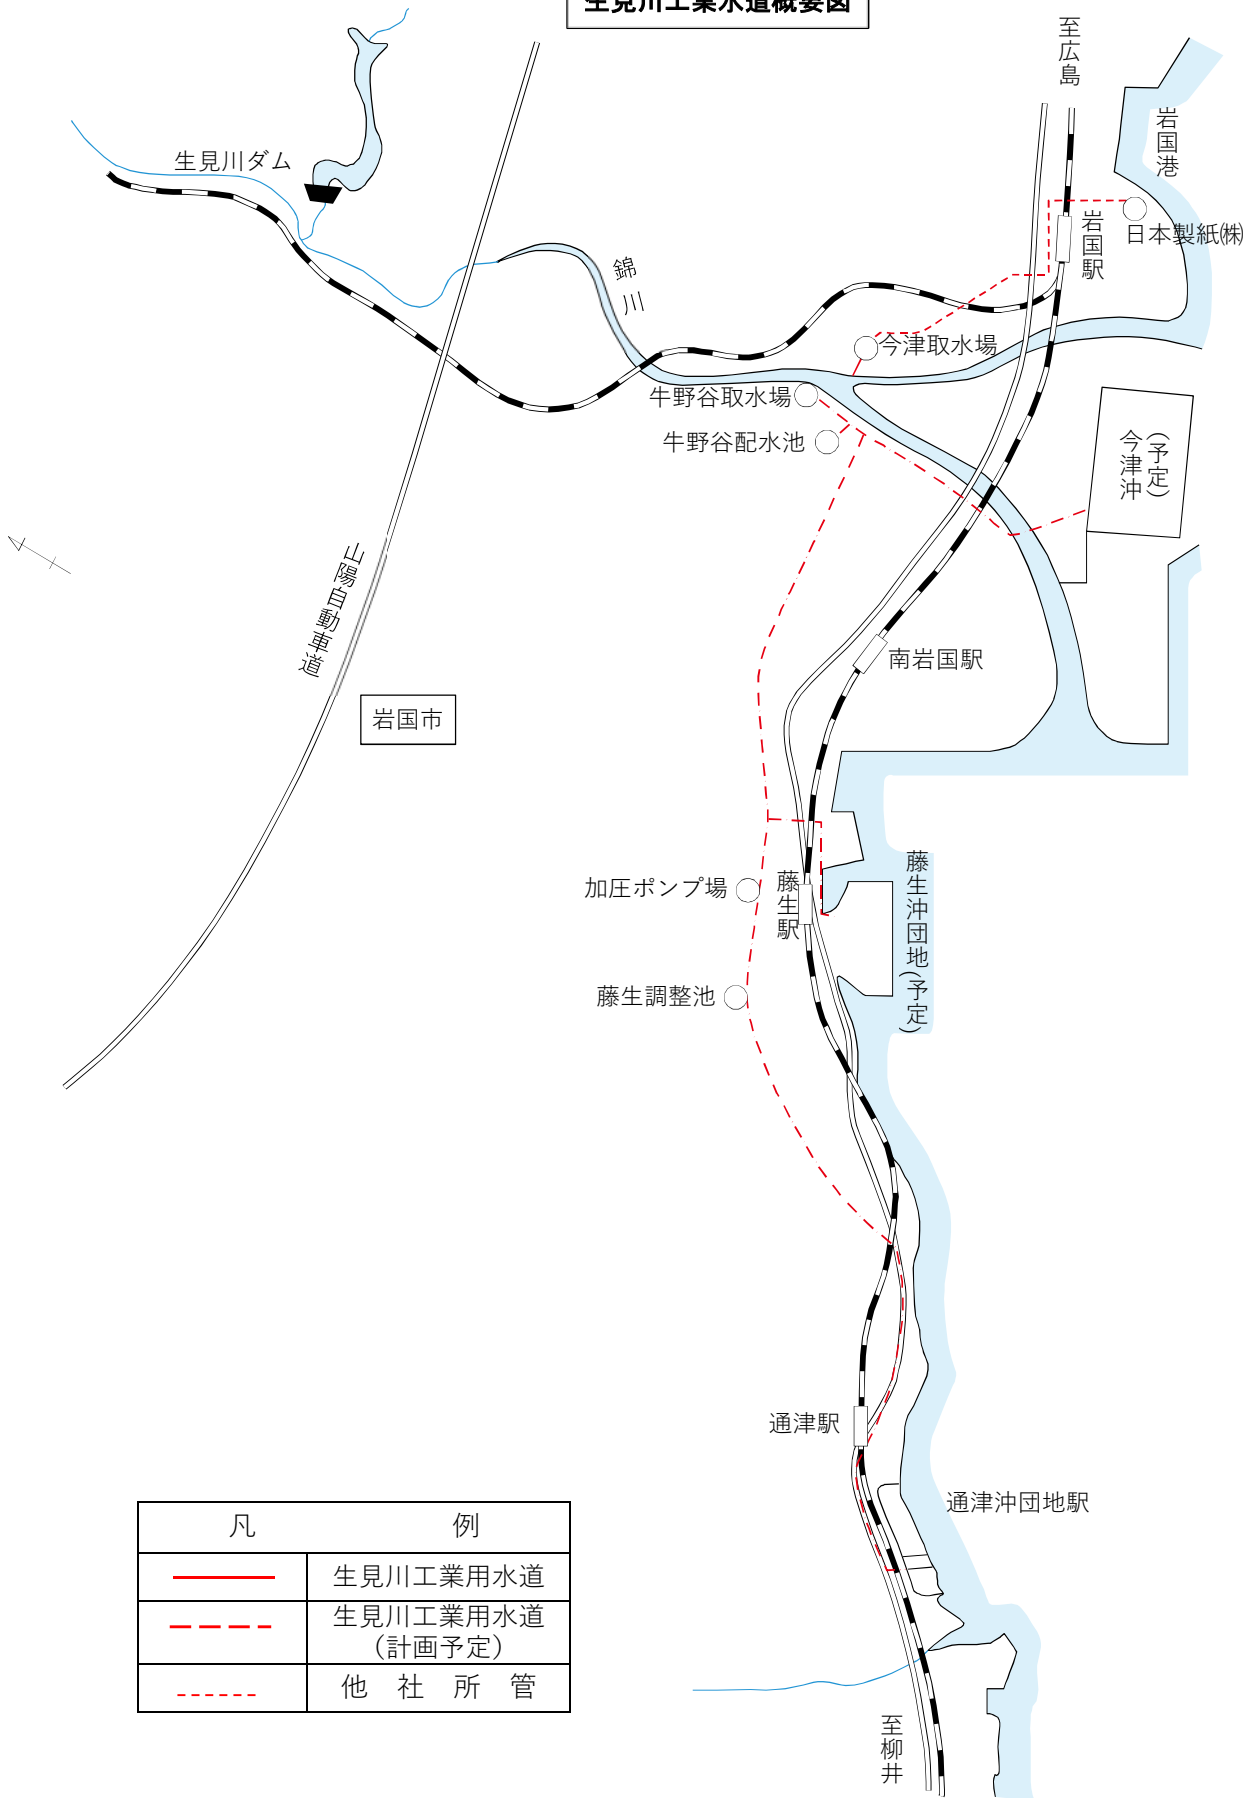 生見川工業水道概要図
至広島
岩国港
生見川ダム
岩国駅
日本製紙㈱
錦川
今津取水場
牛野谷取水場
牛野谷配水池
今津沖
(予定)
山陽自動車道
南岩国駅
岩国市
加圧ポンプ場
藤生駅
藤生沖団地(予定)
藤生調整池
通津駅
通津沖団地駅
凡 例
生見川工業用水道
生見川工業用水道
(計画予定)
他 社 所 管
至柳井